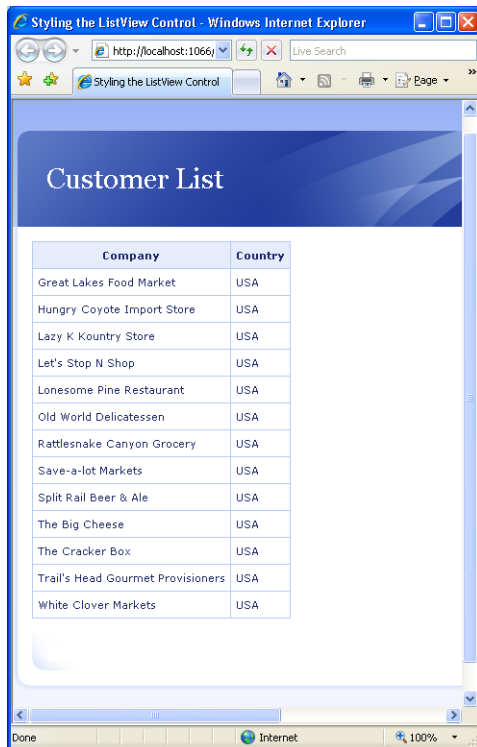 Styling the ListView Control - Windows Internet Explorer
http://localhost:1066/
Live Search
Styling the ListView Control
Page
»
Customer List
Company Country
Great Lakes Food Market USA
Hungry Coyote Import Store USA
Lazy K Kountry Store USA
Let's Stop N Shop USA
Lonesome Pine Restaurant USA
Old World Delicatessen USA
Rattlesnake Canyon Grocery USA
Save-a-lot Markets USA
Split Rail Beer & Ale USA
The Big Cheese USA
The Cracker Box USA
Trail's Head Gourmet Provisioners USA
White Clover Markets USA
Done Internet 100%